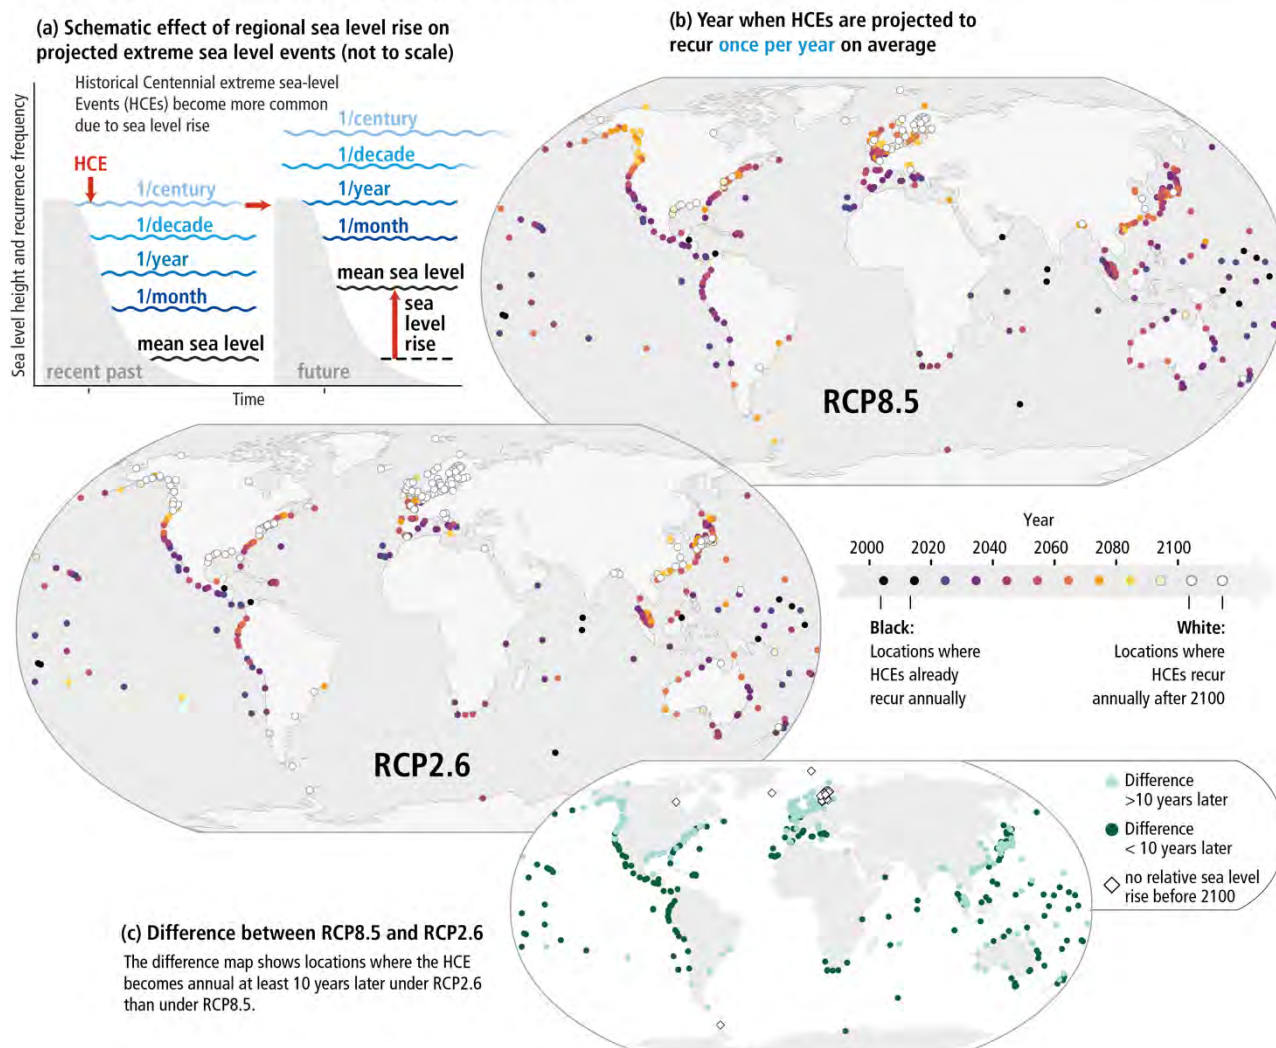 (a) Schematic effect of regional sea level rise on
projected extreme sea level events (not to scale)
Historical Centennial extreme sea-level
Events (HCEs) become more common
due to sea level rise
Sea level height and recurrence frequency
HCE
1/century
1/decade
1/year
1/month
mean sea level
recent past
1/century
1/decade
1/year
1/month
mean sea level
sea
level
rise
future
Time
(b) Year when HCEs are projected to
recur once per year on average
RCP8.5
RCP2.6
Year
2000 2020 2040 2060 2080 2100
Black:
Locations where
HCEs already
recur annually
White:
Locations where
HCEs recur
annually after 2100
(c) Difference between RCP8.5 and RCP2.6
The difference map shows locations where the HCE
becomes annual at least 10 years later under RCP2.6
than under RCP8.5.
Difference
>10 years later
Difference
< 10 years later
no relative sea level
rise before 2100